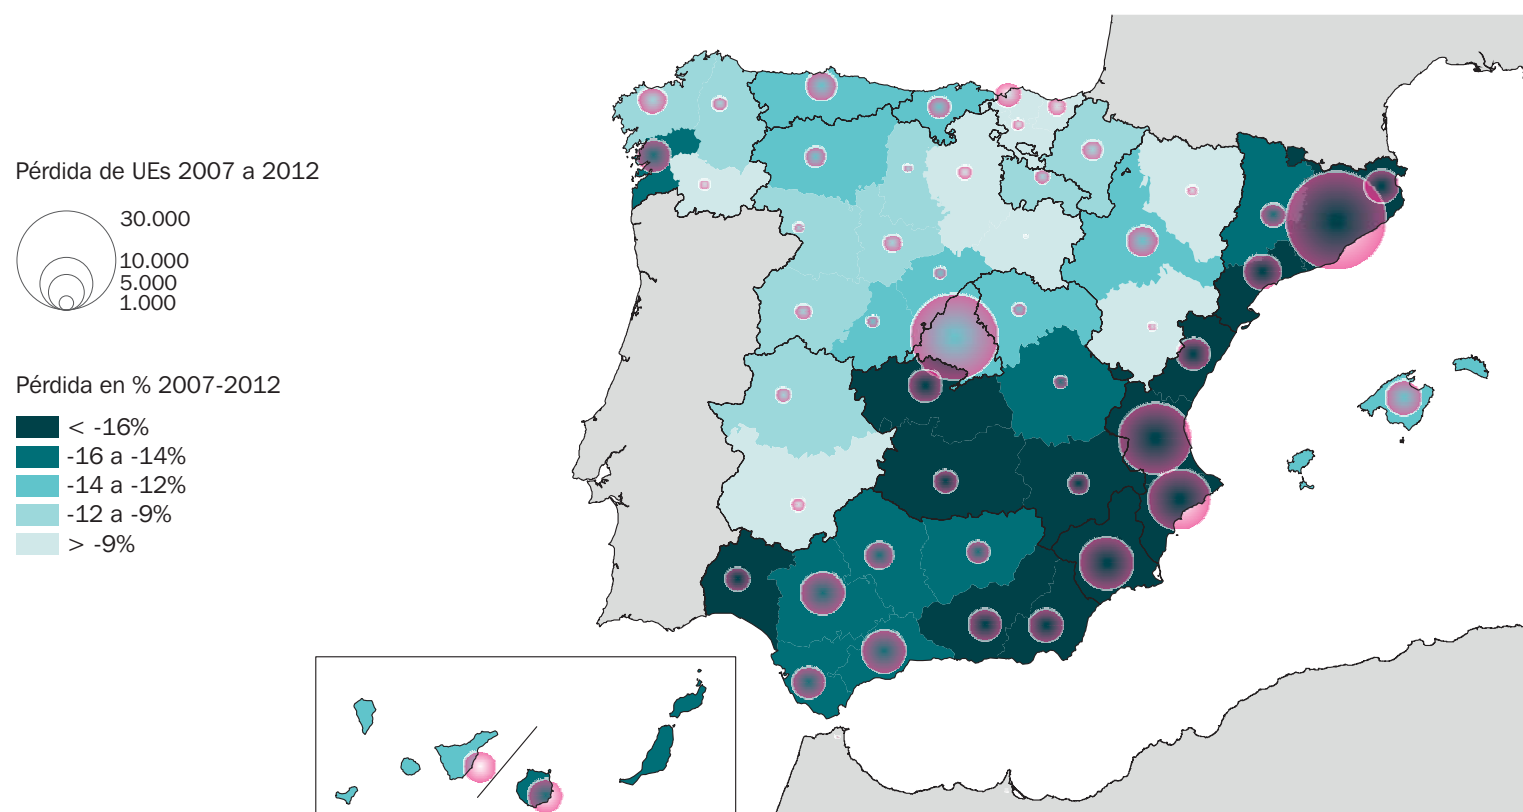 Pérdida de UEs 2007 a 2012
30.000
10.000
5.000
1.000
Pérdida en % 2007-2012
< -16%
-16 a -14%
-14 a -12%
-12 a -9%
> -9%